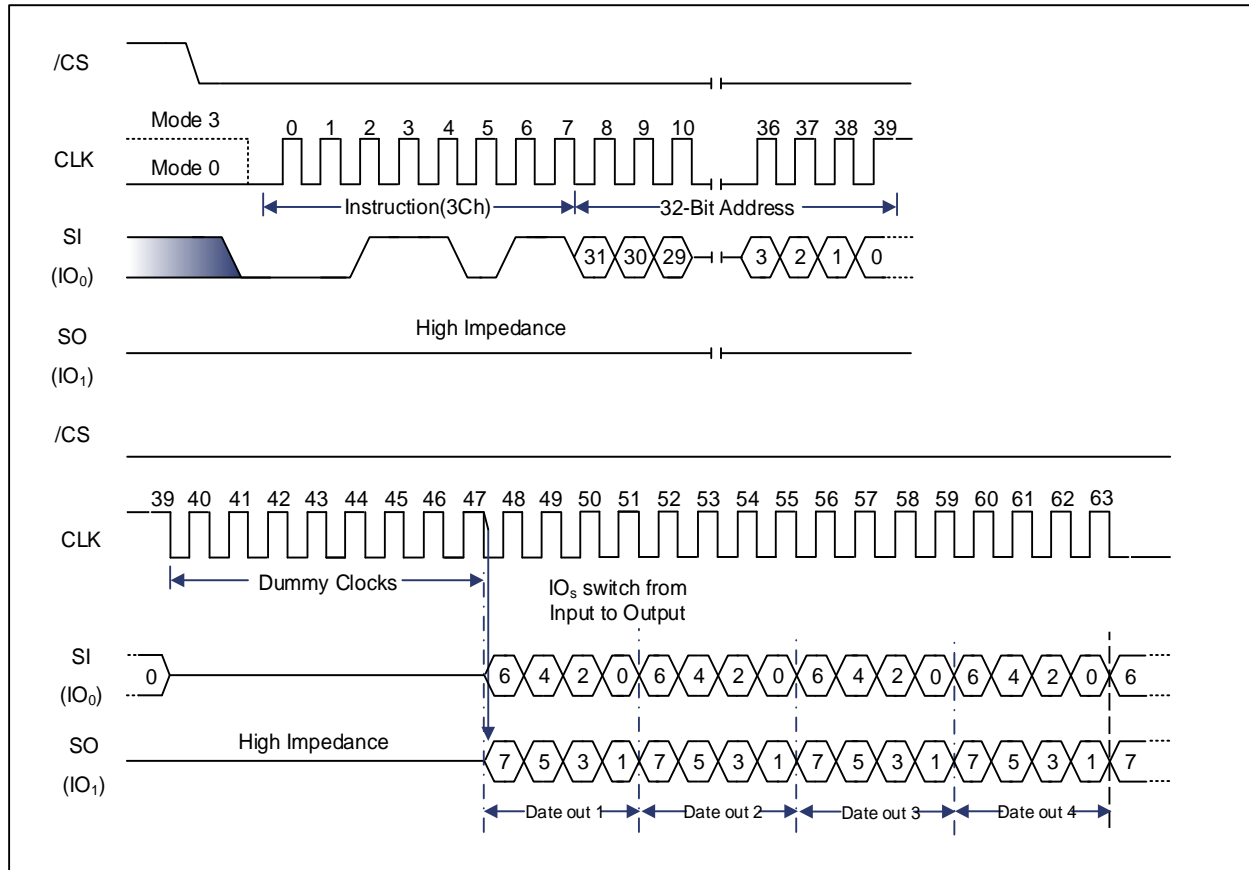 /CS
Mode 3
0 1 2 3 4 5 6 7 8 9 10 36 37 38 39
CLK
Mode 0
Instruction(3Ch) 32-Bit Address
SI
(IO0)
31 30 29 3 2 1 0
High Impedance
SO
(IO1)
/CS
39 40 41 42 43 44 45 46 47 48 49 50 51 52 53 54 55 56 57 58 59 60 61 62 63
CLK
Dummy Clocks
IOs switch from
Input to Output
SI
(IO0)
0 6 4 2 0 6 4 2 0 6 4 2 0 6 4 2 0 6
SO
(IO1)
High Impedance
7 5 3 1 7 5 3 1 7 5 3 1 7 5 3 1 7
Date out 1 Date out 2 Date out 3 Date out 4